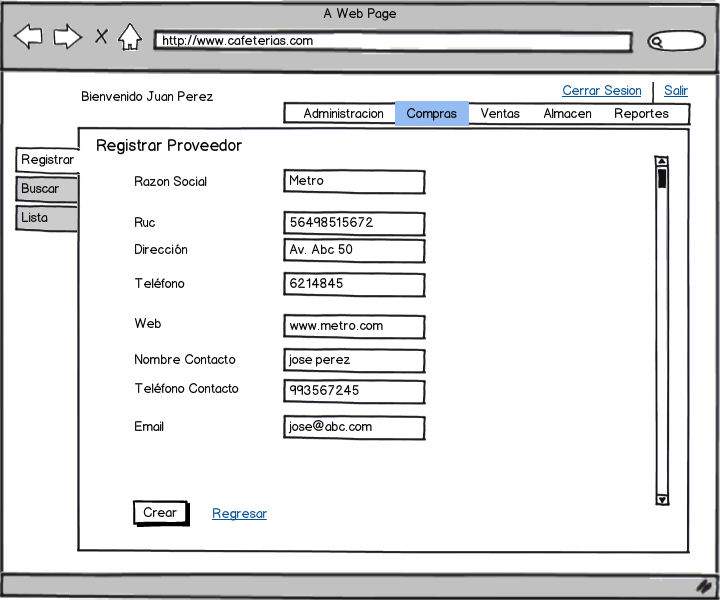 A Web Page
http://www.cafeterias.com
Bienvenido Juan Perez
Cerrar Sesion
Salir
Administracion Compras Ventas Almacen Reportes
Registrar
Buscar
Lista
Registrar Proveedor
Razon Social Metro
Ruc 56498515672
Dirección Av. Abc 50
Teléfono 6214845
Web www.metro.com
Nombre Contacto jose perez
Teléfono Contacto 993567245
Email jose@abc.com
Crear Regresar